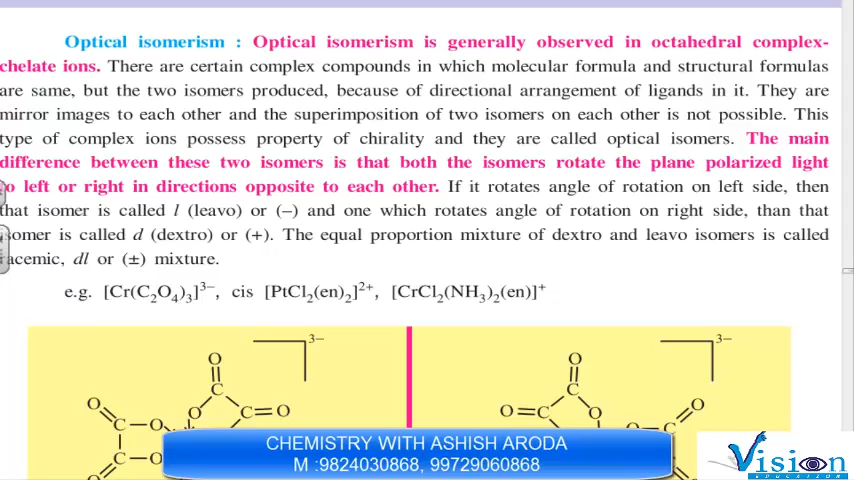 Optical isomerism : Optical isomerism is generally observed in octahedral complex-
chelate ions. There are certain complex compounds in which molecular formula and structural formulas
are same, but the two isomers produced, because of directional arrangement of ligands in it. They are
mirror images to each other and the superimposition of two isomers on each other is not possible. This
type of complex ions possess property of chirality and they are called optical isomers. The main
difference between these two isomers is that both the isomers rotate the plane polarized light
to left or right in directions opposite to each other. If it rotates angle of rotation on left side, then
that isomer is called l (leavo) or (–) and one which rotates angle of rotation on right side, than that
isomer is called d (dextro) or (+). The equal proportion mixture of dextro and leavo isomers is called
racemic, dl or (±) mixture.
e.g. [Cr(C₂O₄)₃]³⁻, cis [PtCl₂(en)₂]²⁺, [CrCl₂(NH₃)₂(en)]⁺
3– 3–
O O
C C
O O O C O C O O
C O O C
C O
O
CHEMISTRY WITH ASHISH ARODA
M :9824030868, 99729060868
Vision
EDUCATION